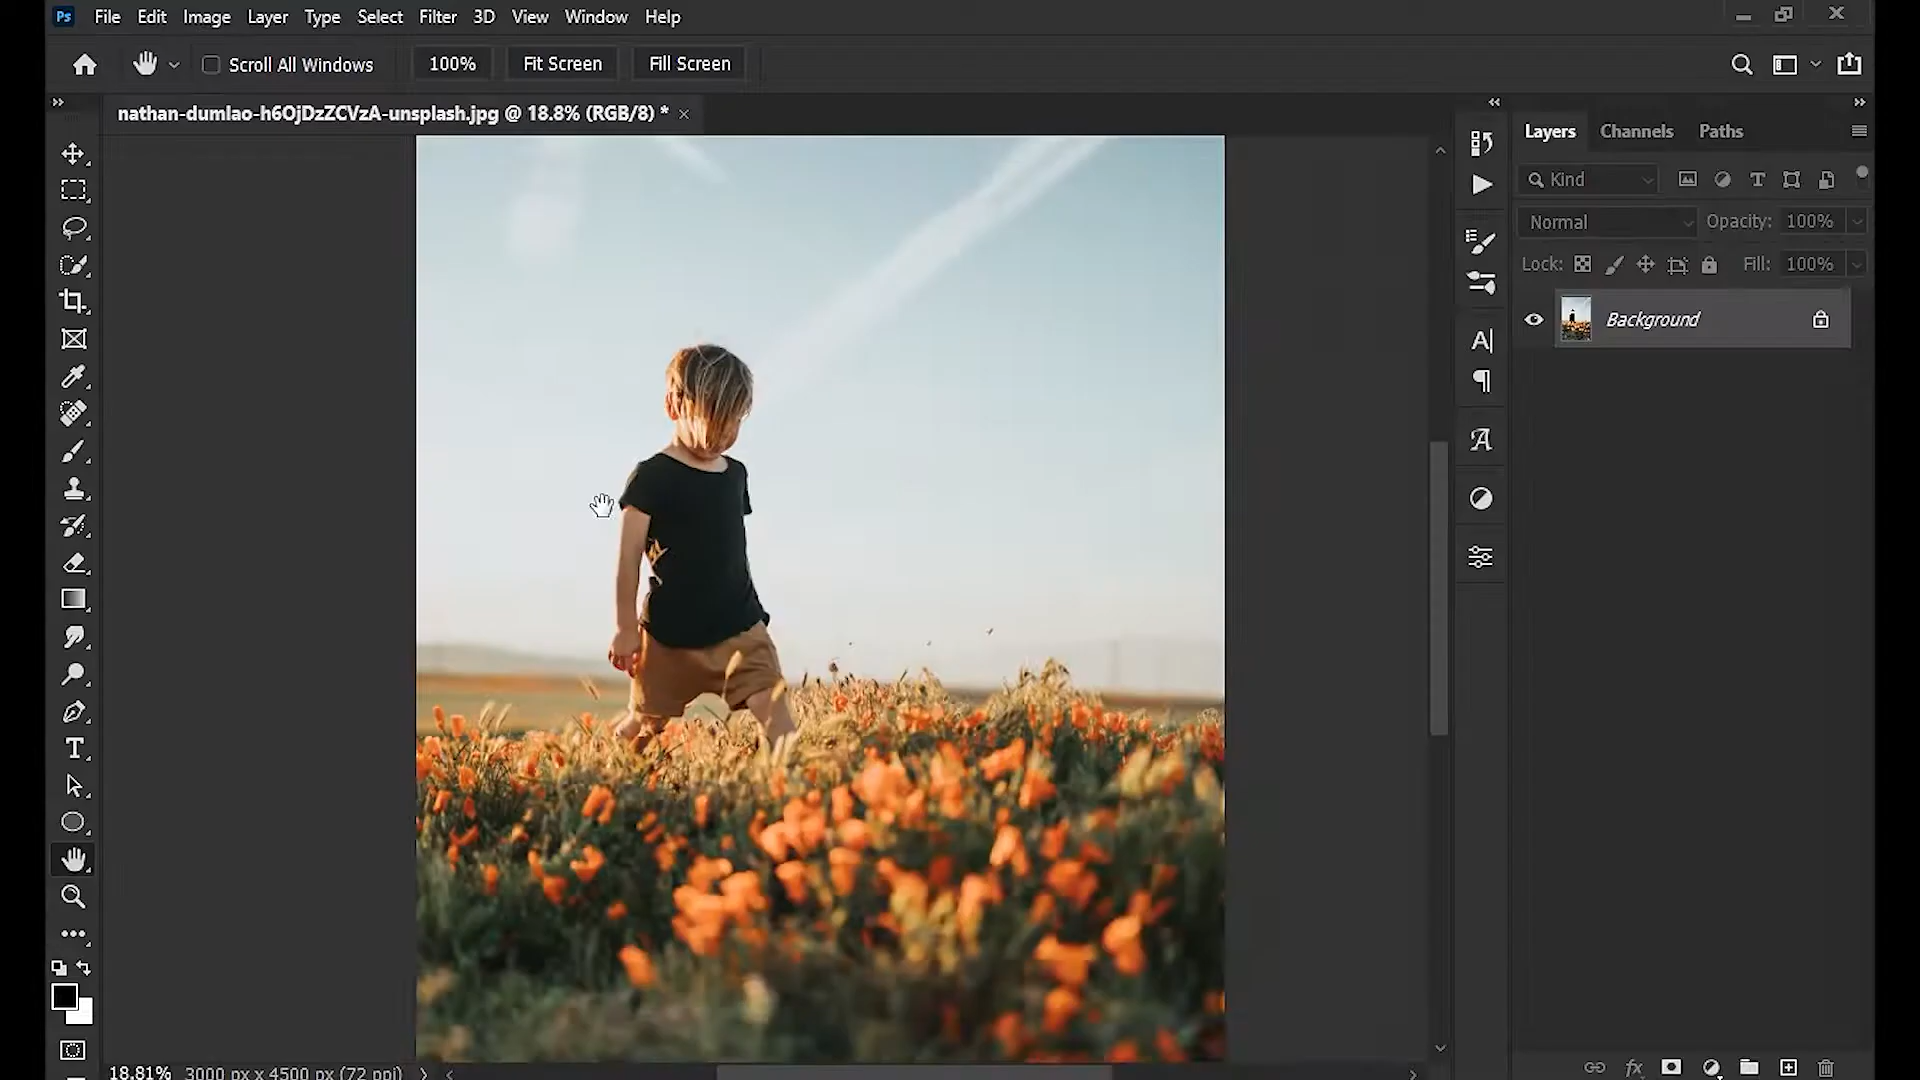 Ps File Edit Image Layer Type Select Filter 3D View Window Help
Scroll All Windows 100% Fit Screen Fill Screen
nathan-dumlao-h6OjDzZCVzA-unsplash.jpg @ 18.8% (RGB/8) *
Layers Channels Paths
Kind
Normal Opacity: 100%
Lock: Fill: 100%
Background
18.81% 3000 px x 4500 px (72 ppi)